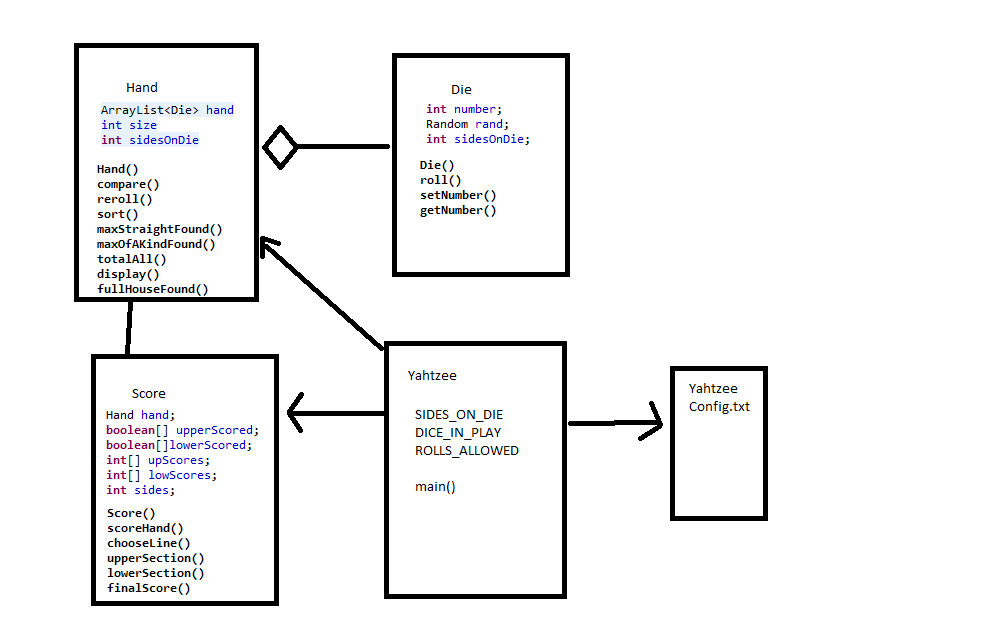 Hand
ArrayList<Die> hand
int size
int sidesOnDie
Hand()
compare()
reroll()
sort()
maxStraightFound()
maxOfAKindFound()
totalAll()
display()
fullHouseFound()
Die
int number;
Random rand;
int sidesOnDie;
Die()
roll()
setNumber()
getNumber()
Score
Hand hand;
boolean[] upperScored;
boolean[]lowerScored;
int[] upScores;
int[] lowScores;
int sides;
Score()
scoreHand()
chooseLine()
upperSection()
lowerSection()
finalScore()
Yahtzee
SIDES_ON_DIE
DICE_IN_PLAY
ROLLS_ALLOWED
main()
Yahtzee
Config.txt